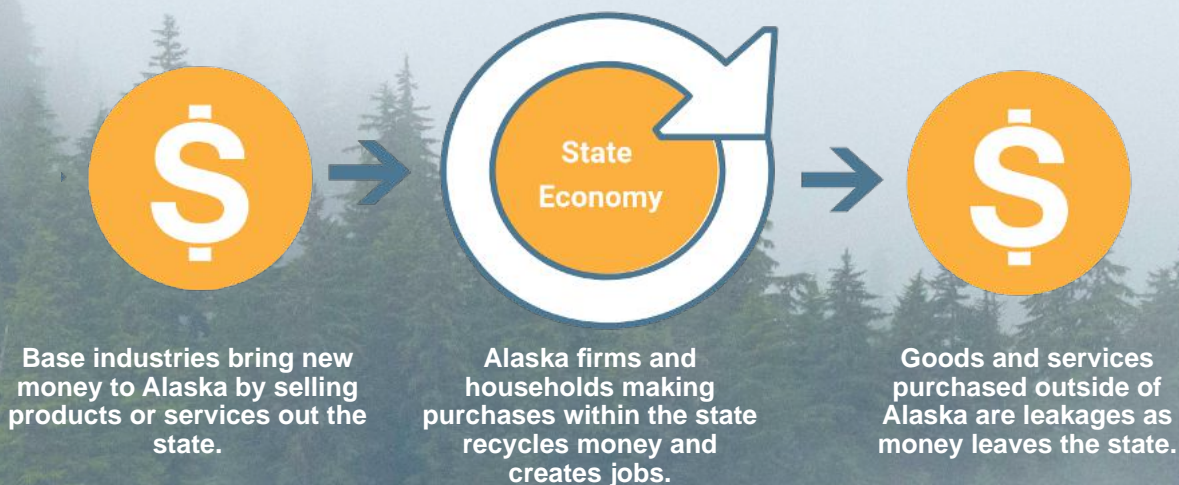 $
State
Economy
$
Base industries bring new
money to Alaska by selling
products or services out the
state.
Alaska firms and
households making
purchases within the state
recycles money and
creates jobs.
Goods and services
purchased outside of
Alaska are leakages as
money leaves the state.